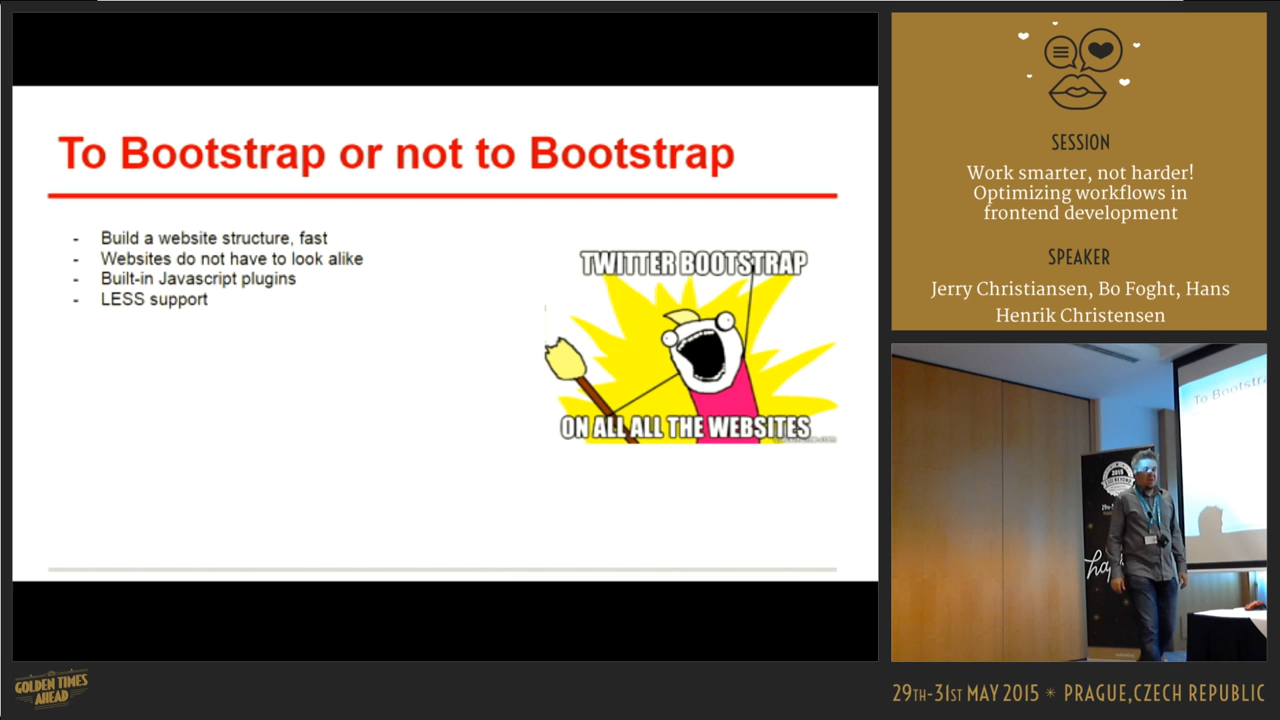 To Bootstrap or not to Bootstrap
- Build a website structure, fast
- Websites do not have to look alike
- Built-in Javascript plugins
- LESS support
TWITTER BOOTSTRAP
ON ALL ALL THE WEBSITES
SESSION
Work smarter, not harder!
Optimizing workflows in
frontend development
SPEAKER
Jerry Christiansen, Bo Foght, Hans
Henrik Christensen
To Bootstr
2015
GOLDEN TIMES
AHEAD
29TH-31ST MAY 2015 * PRAGUE,CZECH REPUBLIC